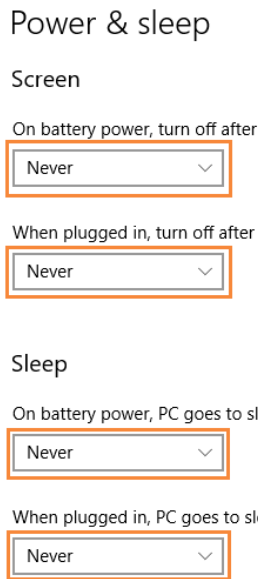 Power & sleep
Screen
On battery power, turn off after
Never
When plugged in, turn off after
Never
Sleep
On battery power, PC goes to
Never
When plugged in, PC goes to
Never